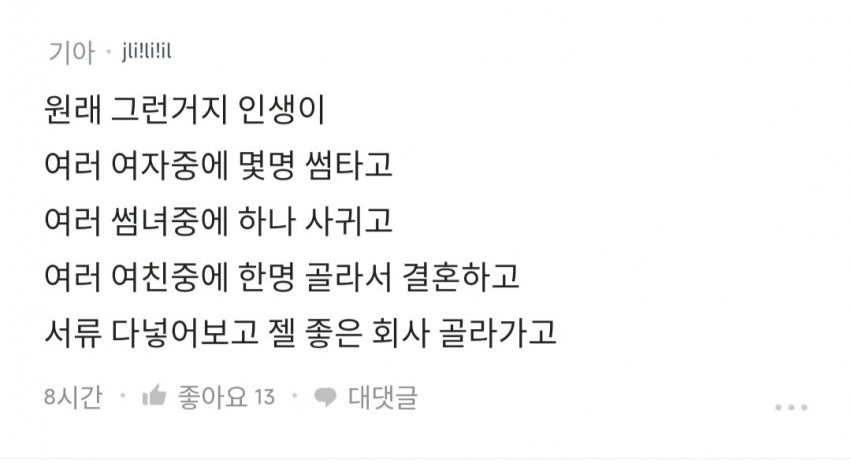 기아 · jli!li!il
원래 그런거지 인생이
여러 여자중에 몇명 썸타고
여러 썸녀중에 하나 사귀고
여러 여친중에 한명 골라서 결혼하고
서류 다넣어보고 젤 좋은 회사 골라가고
8시간 · 좋아요 13 · 대댓글